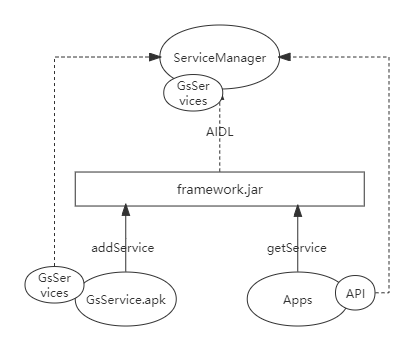 ServiceManager
GsSer
vices
AIDL
framework.jar
addService
getService
GsSer
vices
GsService.apk
Apps
API